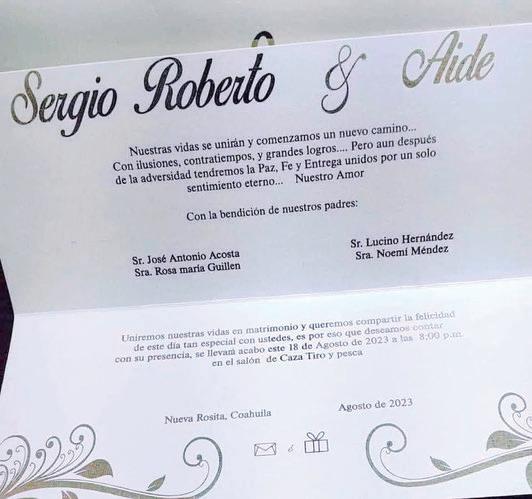 Sergio Roberto & Aide
Nuestras vidas se unirán y comenzamos un nuevo camino...
Con ilusiones, contratiempos, y grandes logros.... Pero aun después
de la adversidad tendremos la Paz, Fe y Entrega unidos por un solo
sentimiento eterno... Nuestro Amor
Con la bendición de nuestros padres:
Sr. José Antonio Acosta
Sra. Rosa maría Guillen
Sr. Lucino Hernández
Sra. Noemí Méndez
Uniremos nuestras vidas en matrimonio y queremos compartir la felicidad
de este día tan especial con ustedes, es por eso que deseamos contar
con su presencia, se llevará acabo este 18 de Agosto de 2023 a las 8:00 p.m.
en el salón de Caza Tiro y pesca
Nueva Rosita, Coahuila
Agosto de 2023
ó